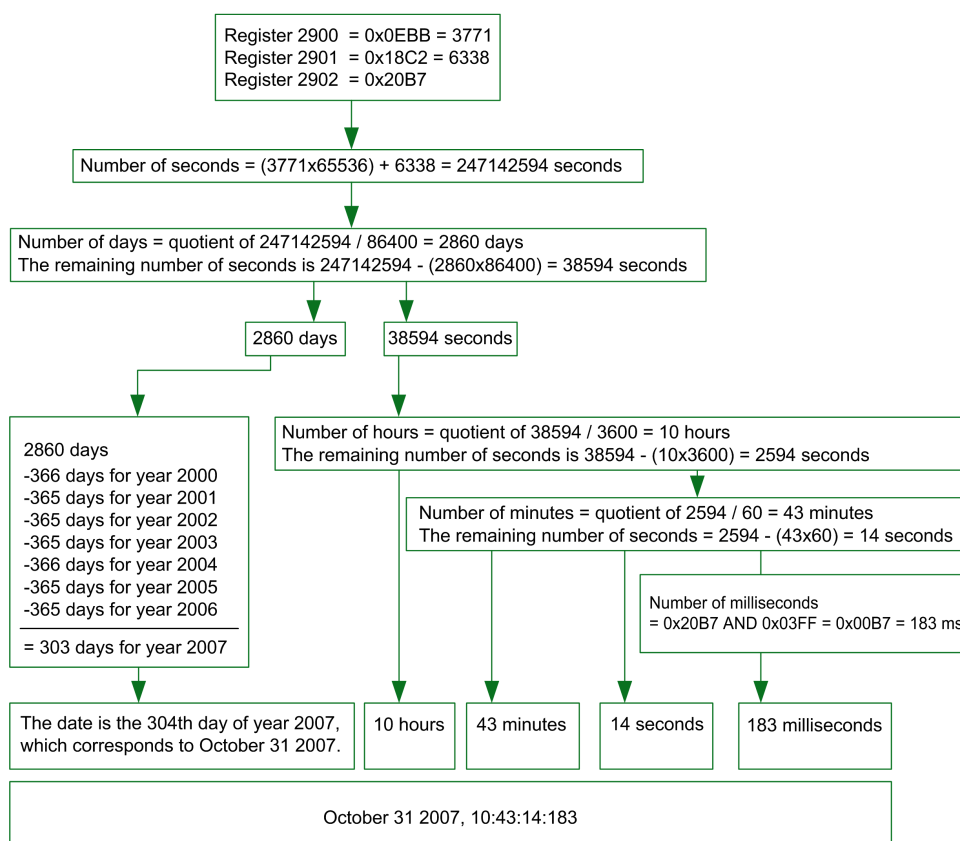 Register 2900 = 0x0EBB = 3771
Register 2901 = 0x18C2 = 6338
Register 2902 = 0x20B7
Number of seconds = (3771x65536) + 6338 = 247142594 seconds
Number of days = quotient of 247142594 / 86400 = 2860 days
The remaining number of seconds is 247142594 - (2860x86400) = 38594 seconds
2860 days
38594 seconds
2860 days
-366 days for year 2000
-365 days for year 2001
-365 days for year 2002
-365 days for year 2003
-366 days for year 2004
-365 days for year 2005
-365 days for year 2006
= 303 days for year 2007
Number of hours = quotient of 38594 / 3600 = 10 hours
The remaining number of seconds is 38594 - (10x3600) = 2594 seconds
Number of minutes = quotient of 2594 / 60 = 43 minutes
The remaining number of seconds = 2594 - (43x60) = 14 seconds
Number of milliseconds
= 0x20B7 AND 0x03FF = 0x00B7 = 183 ms
The date is the 304th day of year 2007,
which corresponds to October 31 2007.
10 hours
43 minutes
14 seconds
183 milliseconds
October 31 2007, 10:43:14:183